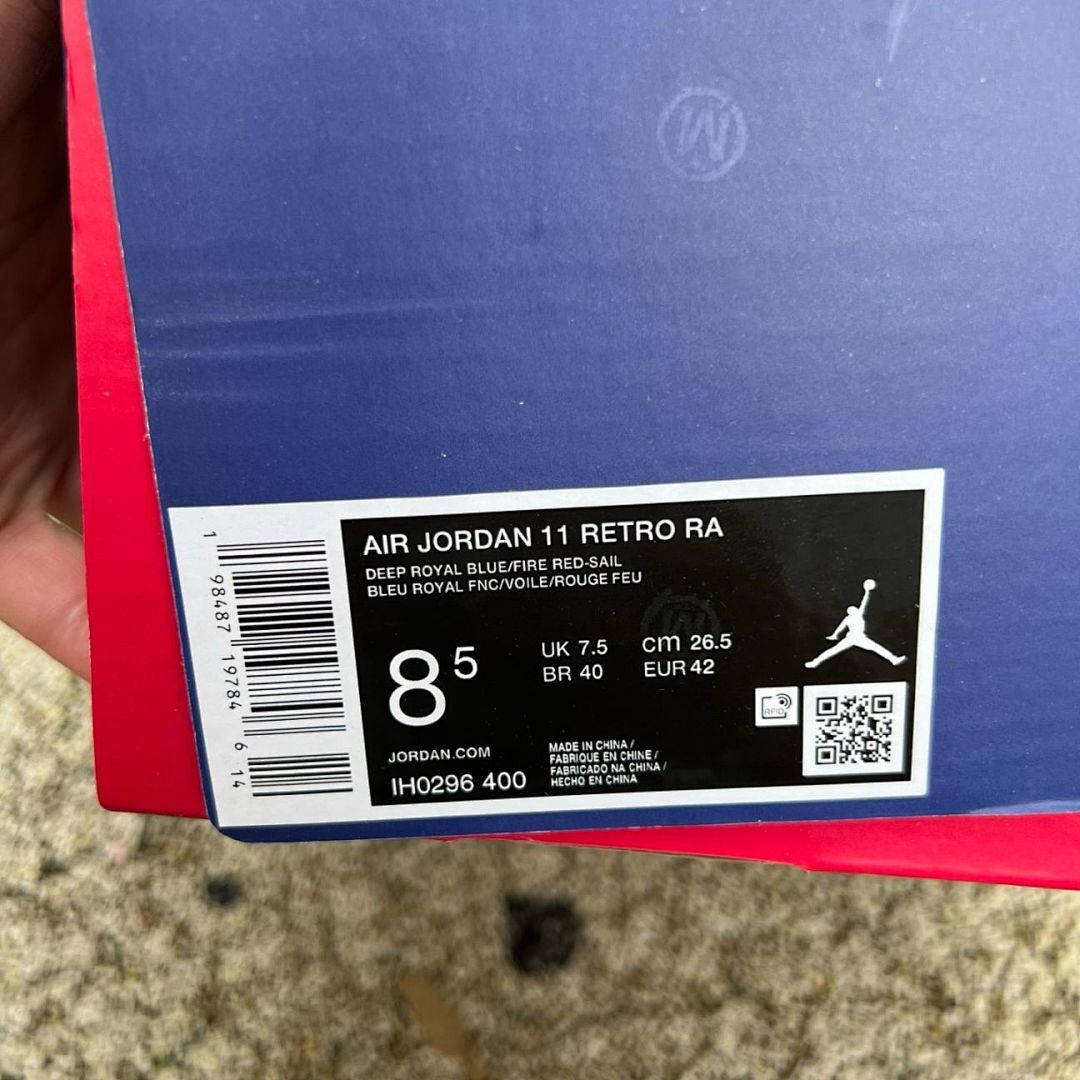 AIR JORDAN 11 RETRO RA
DEEP ROYAL BLUE/FIRE RED-SAIL
BLEU ROYAL FNC/VOILE/ROUGE FEU
8 5
UK 7.5
BR 40
cm 26.5
EUR 42
RFID
JORDAN.COM
IH0296 400
MADE IN CHINA /
FABRIQUE EN CHINE /
FABRICADO NA CHINA /
HECHO EN CHINA
1 98487 19784 6 14